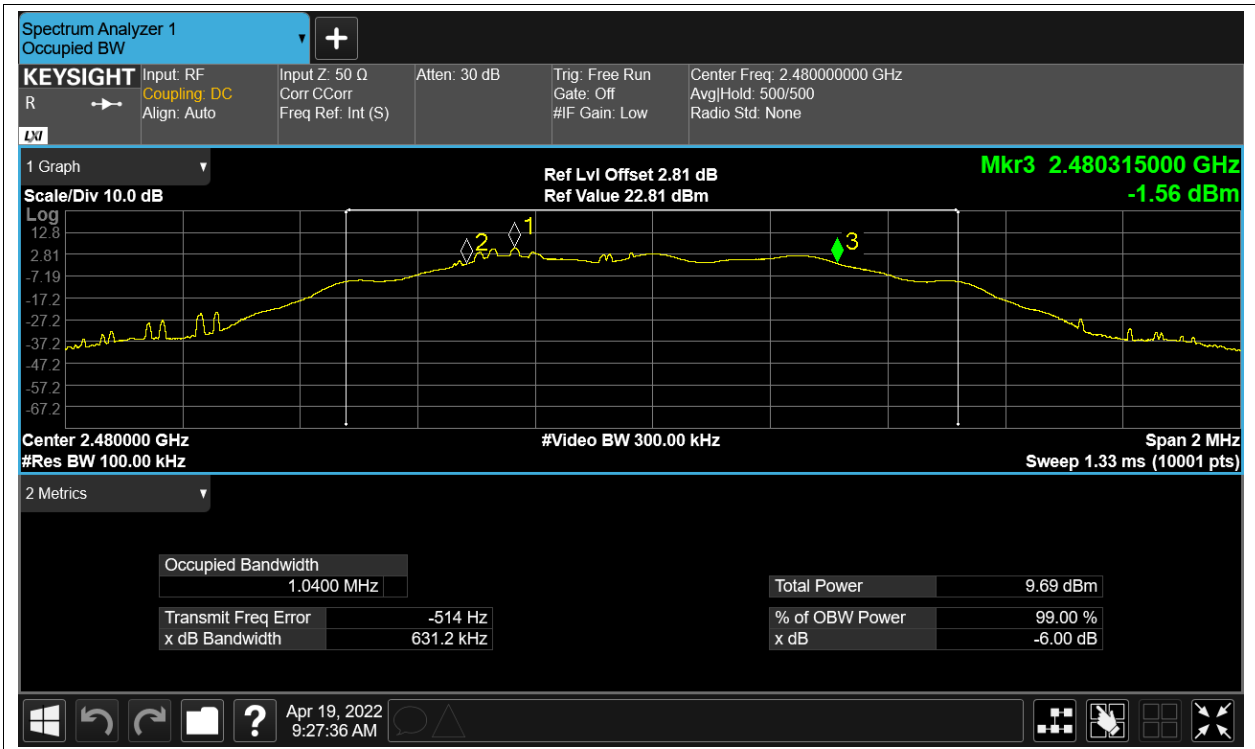 Spectrum Analyzer 1
Occupied BW
KEYSIGHT
R
LXI
Input: RF
Coupling: DC
Align: Auto
Input Z: 50 Ω
Corr CCorr
Freq Ref: Int (S)
Atten: 30 dB
Trig: Free Run
Gate: Off
#IF Gain: Low
Center Freq: 2.480000000 GHz
Avg|Hold: 500/500
Radio Std: None
1 Graph
Scale/Div 10.0 dB
Ref Lvl Offset 2.81 dB
Ref Value 22.81 dBm
Mkr3 2.480315000 GHz
-1.56 dBm
Log
12.8
2.81
-7.19
-17.2
-27.2
-37.2
-47.2
-57.2
-67.2
2
1
3
Center 2.480000 GHz
#Res BW 100.00 kHz
#Video BW 300.00 kHz
Span 2 MHz
Sweep 1.33 ms (10001 pts)
2 Metrics
Occupied Bandwidth
1.0400 MHz
Transmit Freq Error -514 Hz
x dB Bandwidth 631.2 kHz
Total Power 9.69 dBm
% of OBW Power 99.00 %
x dB -6.00 dB
?
Apr 19, 2022
9:27:36 AM